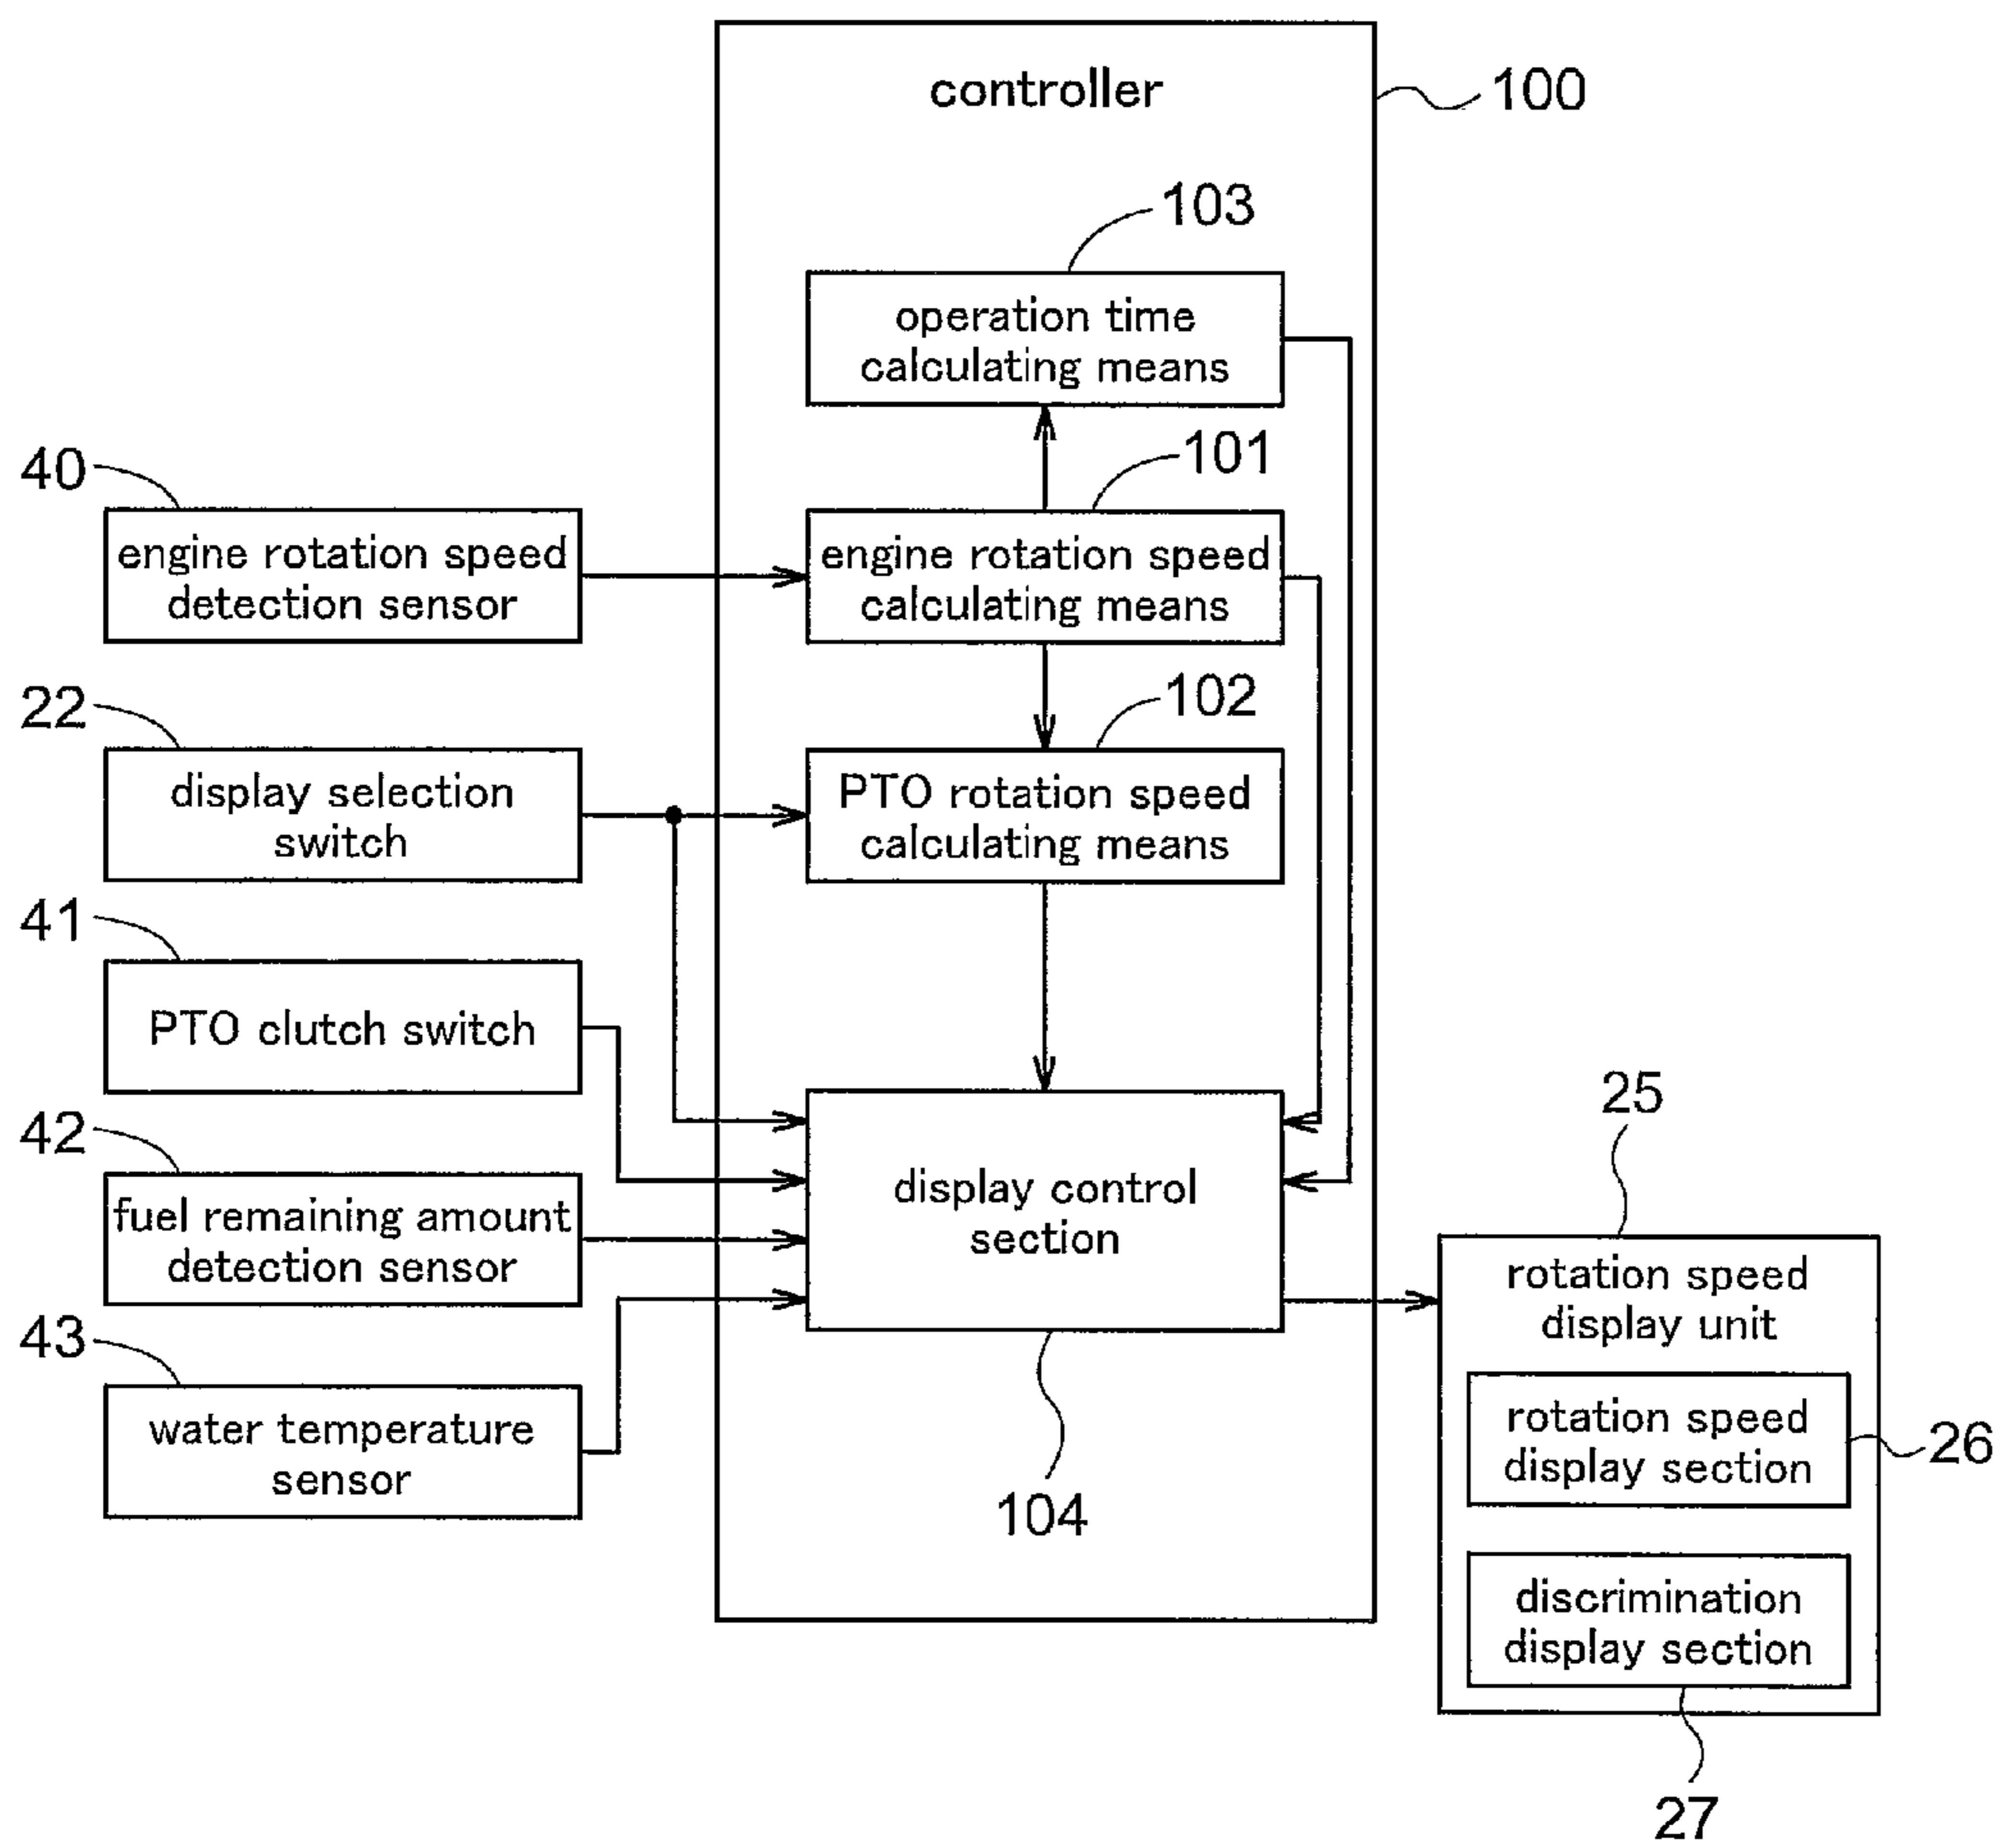 controller
100
103
operation time
calculating means
40
101
engine rotation speed
detection sensor
engine rotation speed
calculating means
22
102
display selection
switch
PTO rotation speed
calculating means
41
PTO clutch switch
42
fuel remaining amount
detection sensor
display control
section
25
rotation speed
display unit
43
water temperature
sensor
104
rotation speed
display section
26
discrimination
display section
27